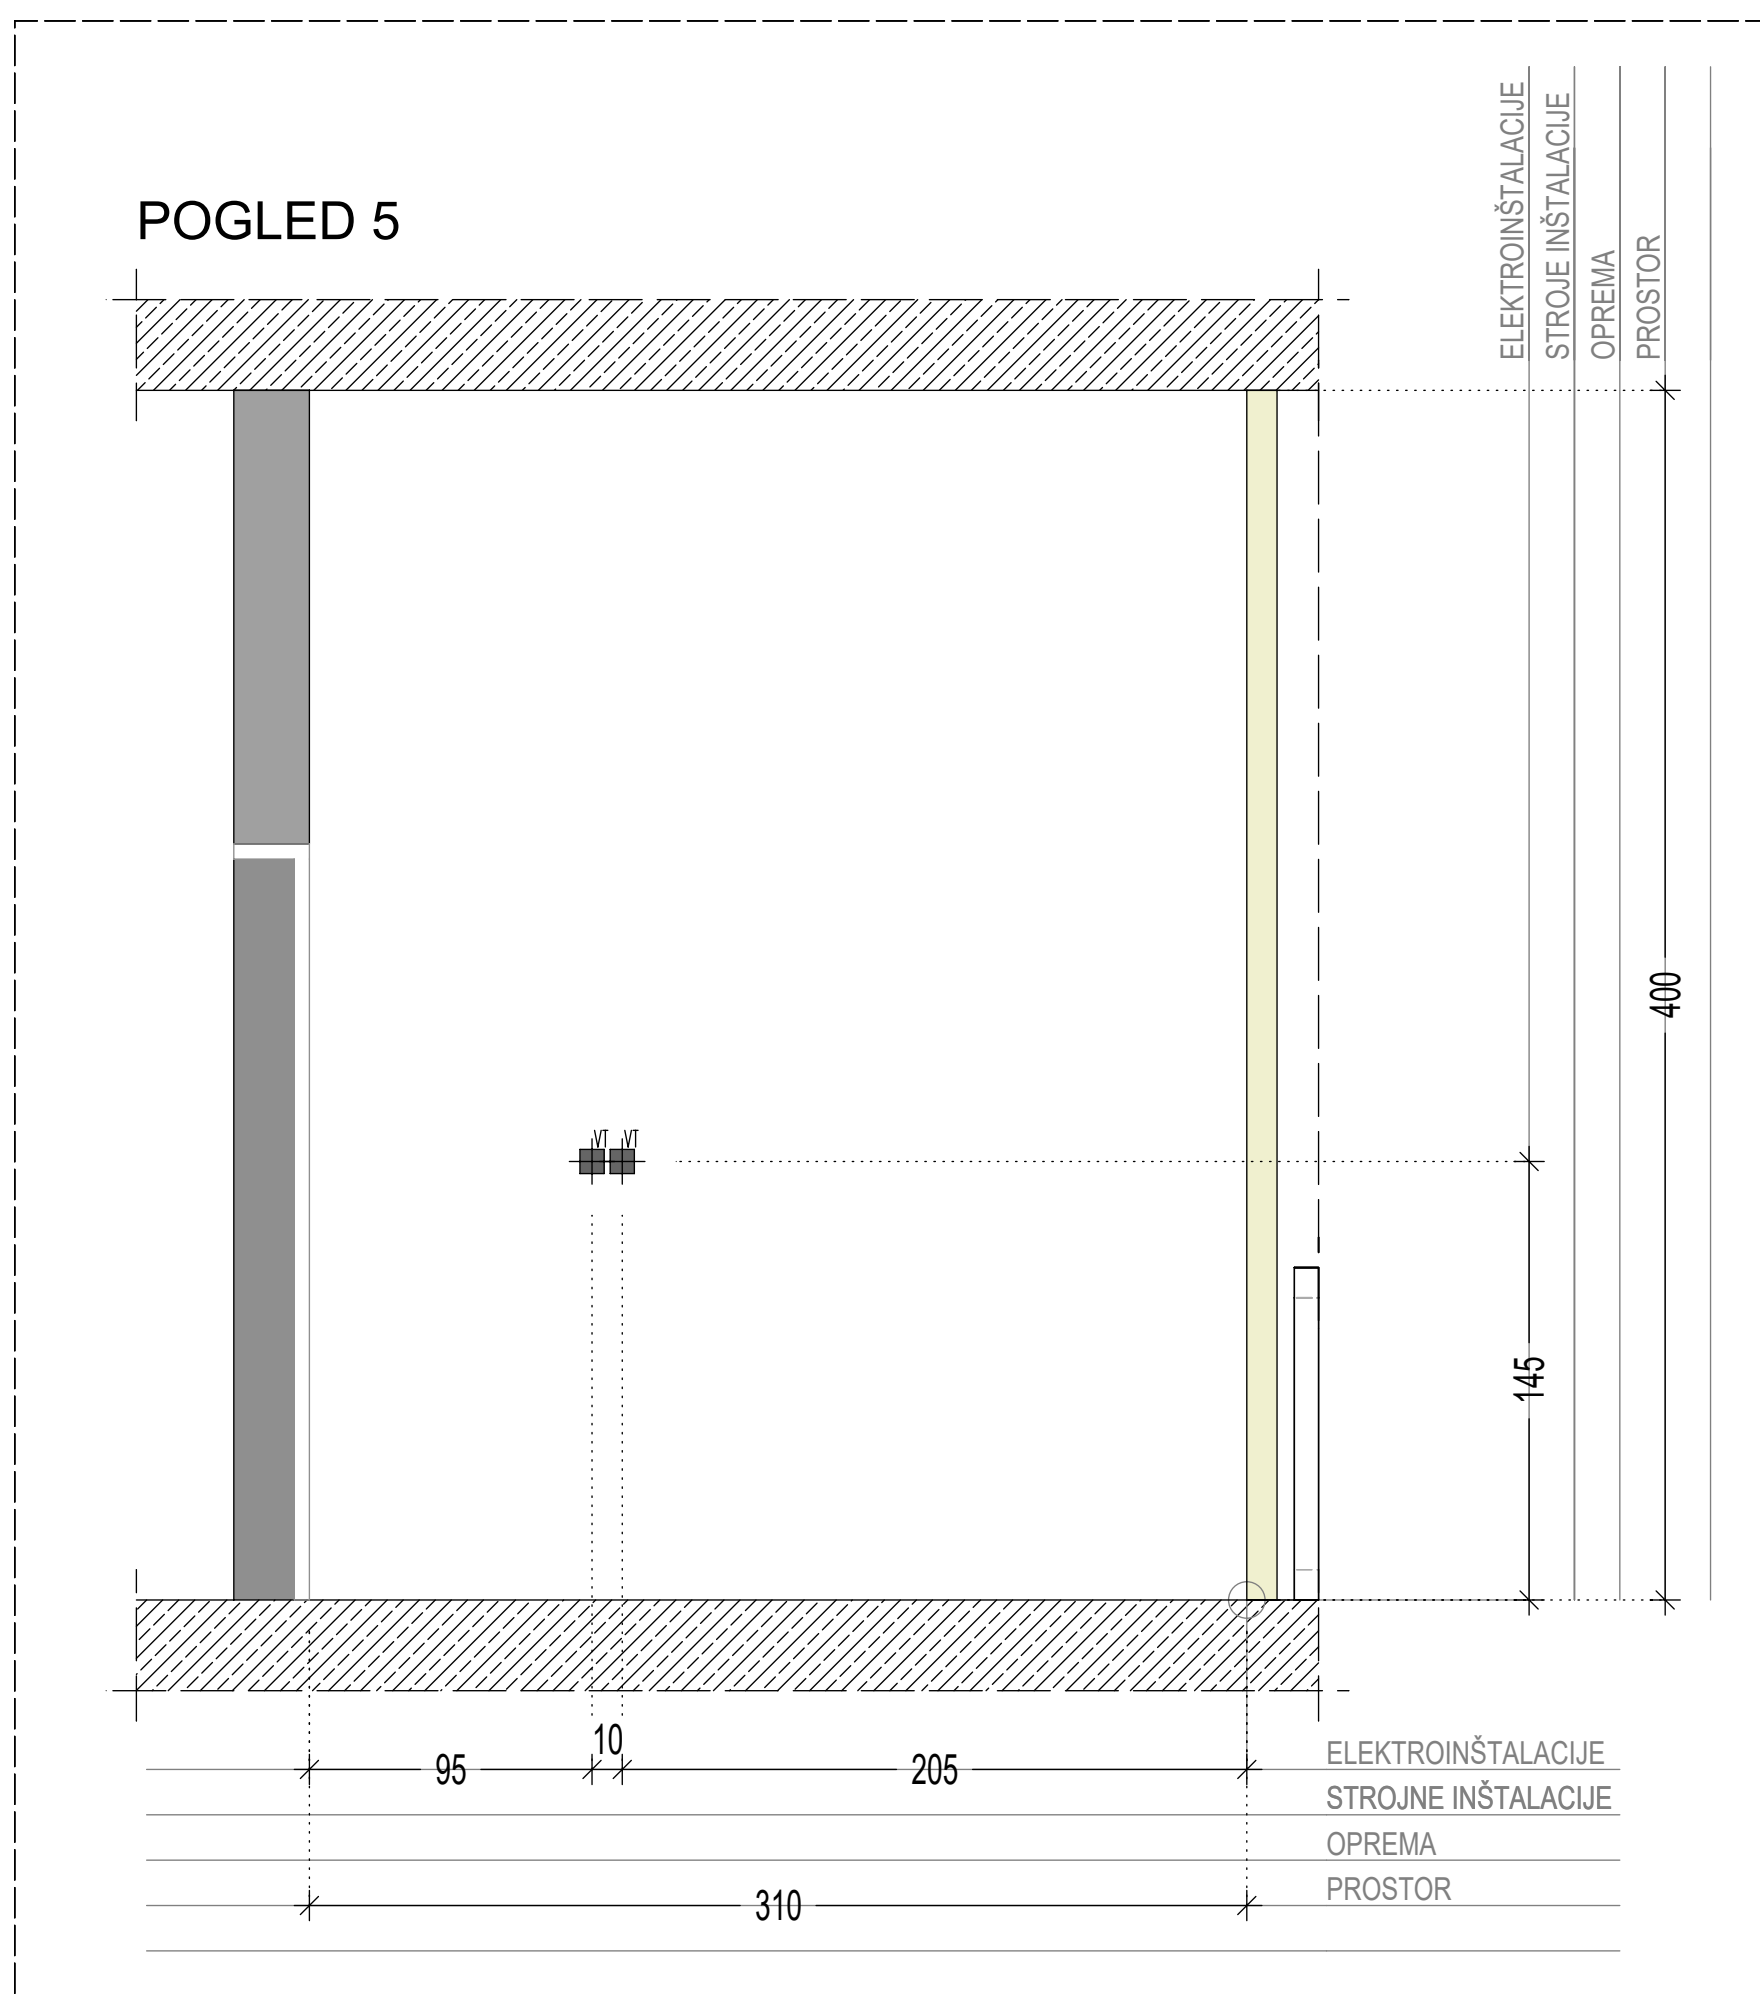 ELEKTROINŠTALACIJE
STROJE INŠTALACIJE
OPREMA
PROSTOR
POGLED 5
400
VT VT
145
10
95 205
ELEKTROINŠTALACIJE
STROJNE INŠTALACIJE
OPREMA
PROSTOR
310